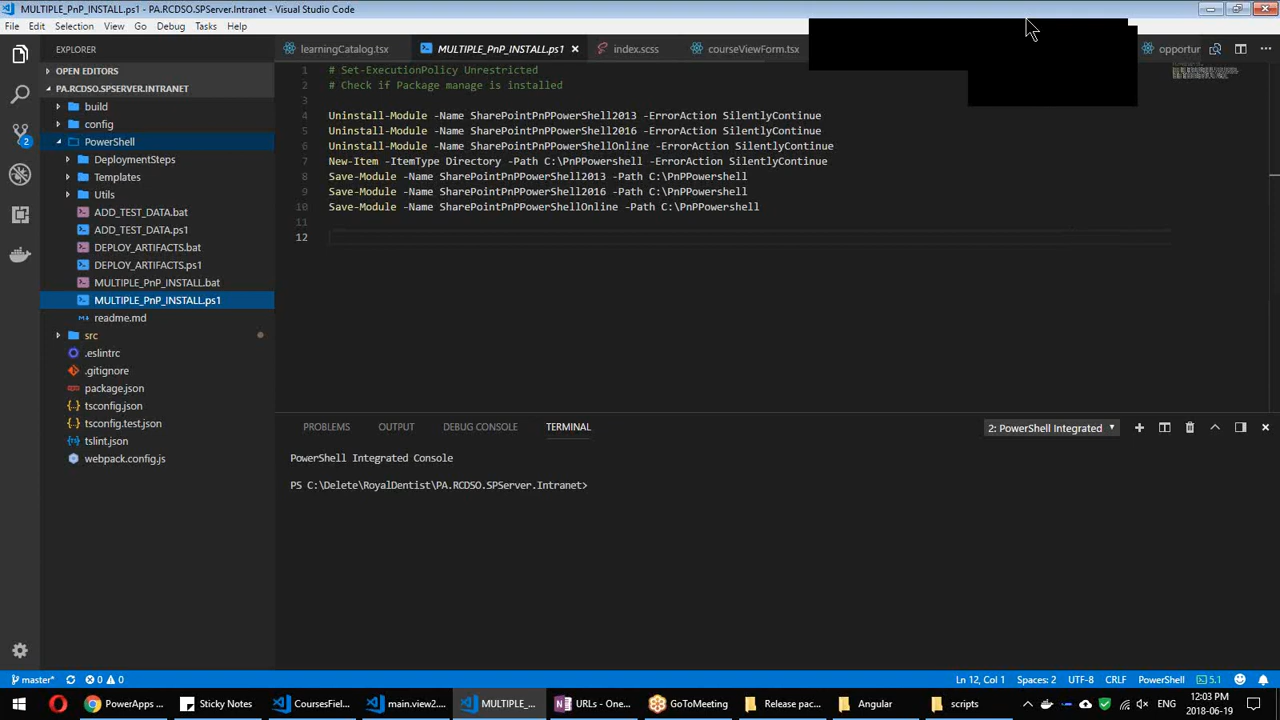 MULTIPLE_PnP_INSTALL.ps1 - PA.RCDSO.SPServer.Intranet - Visual Studio Code
File Edit Selection View Go Debug Tasks Help
EXPLORER
learningCatalog.tsx MULTIPLE_PnP_INSTALL.ps1 index.scss courseViewForm.tsx opportur
OPEN EDITORS
PA.RCDSO.SPSERVER.INTRANET
build
config
PowerShell
DeploymentSteps
Templates
Utils
ADD_TEST_DATA.bat
ADD_TEST_DATA.ps1
DEPLOY_ARTIFACTS.bat
DEPLOY_ARTIFACTS.ps1
MULTIPLE_PnP_INSTALL.bat
MULTIPLE_PnP_INSTALL.ps1
readme.md
src
.eslintrc
.gitignore
package.json
tsconfig.json
tsconfig.test.json
tslint.json
webpack.config.js
2
1 # Set-ExecutionPolicy Unrestricted
2 # Check if Package manage is installed
3
4 Uninstall-Module -Name SharePointPnPPowerShell2013 -ErrorAction SilentlyContinue
5 Uninstall-Module -Name SharePointPnPPowerShell2016 -ErrorAction SilentlyContinue
6 Uninstall-Module -Name SharePointPnPPowerShellOnline -ErrorAction SilentlyContinue
7 New-Item -ItemType Directory -Path C:\PnPPowershell -ErrorAction SilentlyContinue
8 Save-Module -Name SharePointPnPPowerShell2013 -Path C:\PnPPowershell
9 Save-Module -Name SharePointPnPPowerShell2016 -Path C:\PnPPowershell
10 Save-Module -Name SharePointPnPPowerShellOnline -Path C:\PnPPowershell
11
12
PROBLEMS OUTPUT DEBUG CONSOLE TERMINAL 2: PowerShell Integrated
PowerShell Integrated Console
PS C:\Delete\RoyalDentist\PA.RCDSO.SPServer.Intranet>
master* 0 0 Ln 12, Col 1 Spaces: 2 UTF-8 CRLF PowerShell 5.1
PowerApps ... Sticky Notes CoursesField... main.view2.... MULTIPLE_... URLs - One... GoToMeeting Release pac... Angular scripts ENG 12:03 PM
2018-06-19